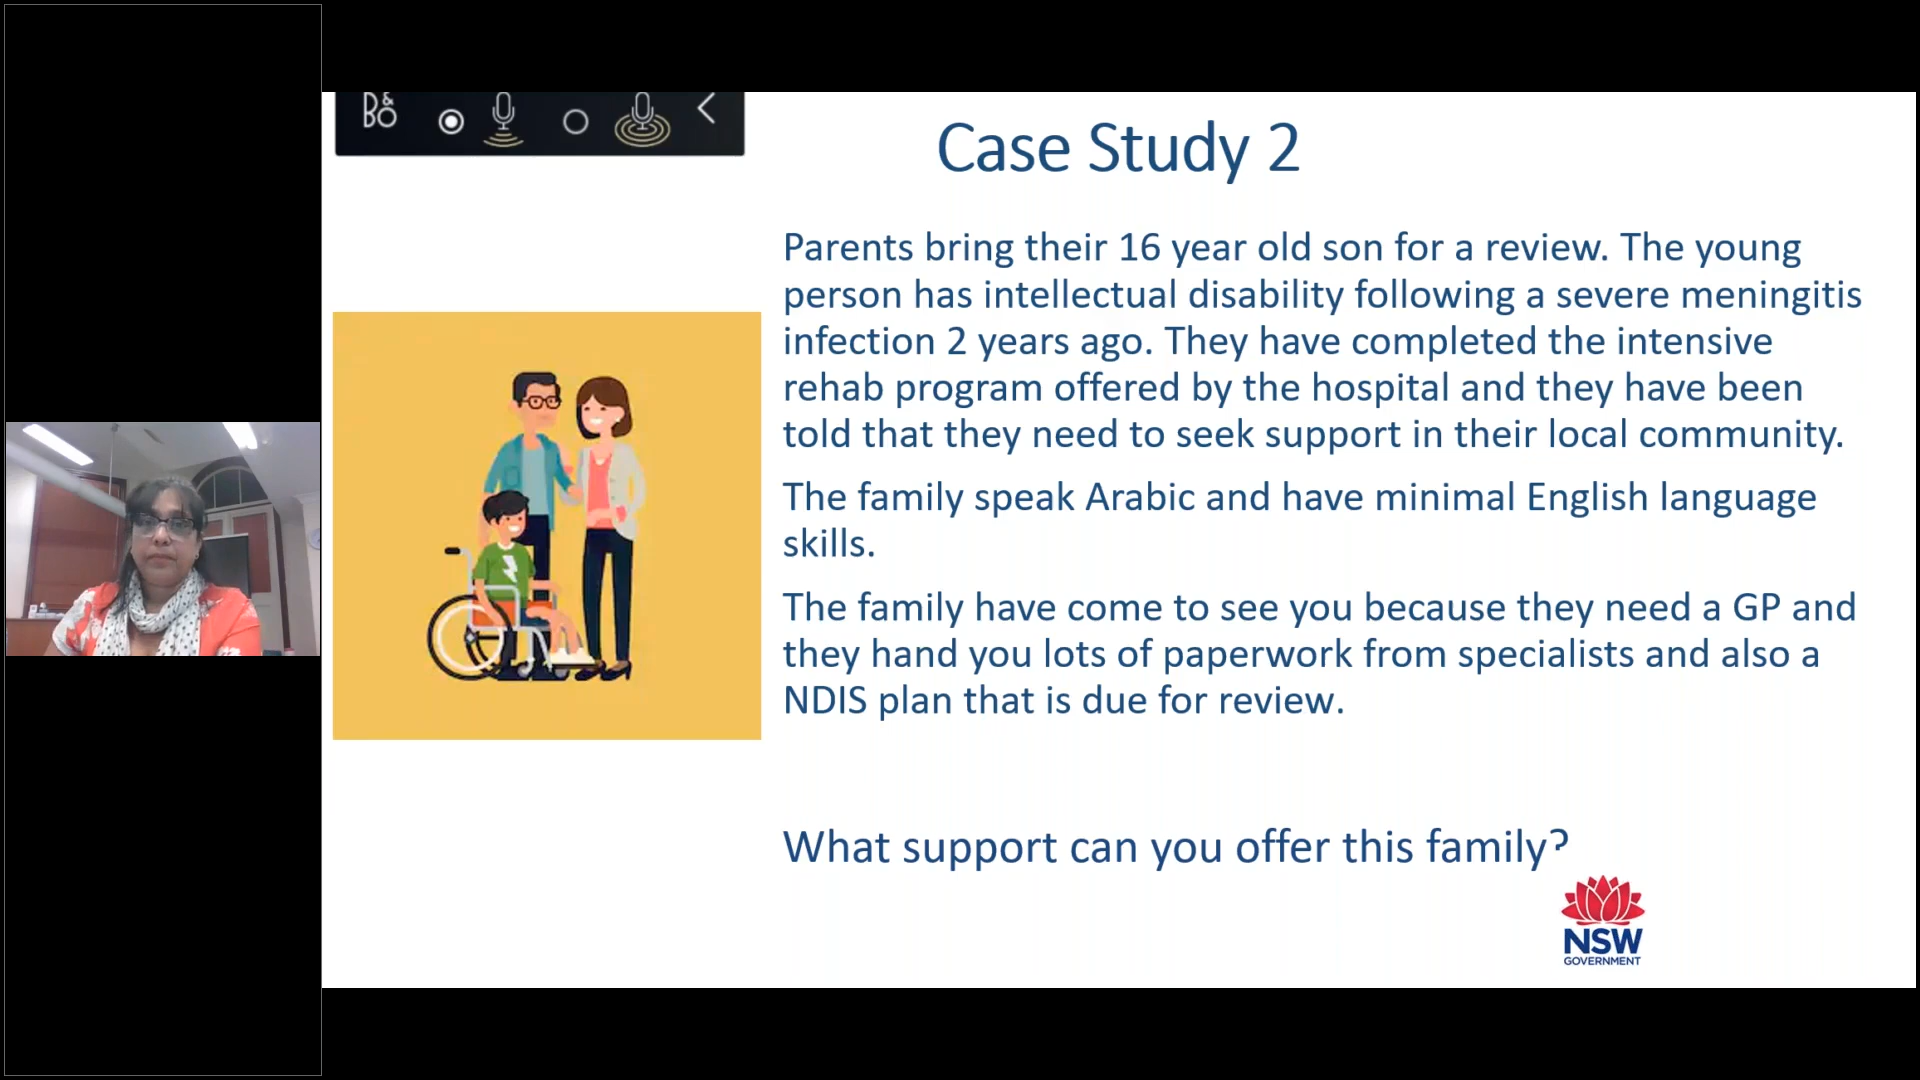 B&O
Case Study 2
Parents bring their 16 year old son for a review. The young
person has intellectual disability following a severe meningitis
infection 2 years ago. They have completed the intensive
rehab program offered by the hospital and they have been
told that they need to seek support in their local community.
The family speak Arabic and have minimal English language
skills.
The family have come to see you because they need a GP and
they hand you lots of paperwork from specialists and also a
NDIS plan that is due for review.
What support can you offer this family?
NSW
GOVERNMENT